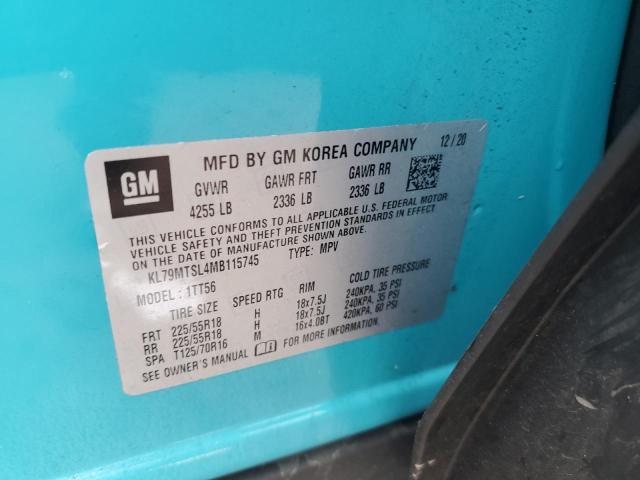 GM
MFD BY GM KOREA COMPANY 12/20
GVWR GAWR FRT GAWR RR
4255 LB 2336 LB 2336 LB
THIS VEHICLE CONFORMS TO ALL APPLICABLE U.S. FEDERAL MOTOR
VEHICLE SAFETY AND THEFT PREVENTION STANDARDS IN EFFECT
ON THE DATE OF MANUFACTURE SHOWN ABOVE.
KL79MTSL4MB115745 TYPE: MPV
MODEL: 1TT56
TIRE SIZE SPEED RTG RIM COLD TIRE PRESSURE
FRT 225/55R18 H 18x7.5J 240KPA, 35 PSI
RR 225/55R18 H 18x7.5J 240KPA, 35 PSI
SPA T125/70R16 M 16x4.0BT 420KPA, 60 PSI
SEE OWNER'S MANUAL FOR MORE INFORMATION.